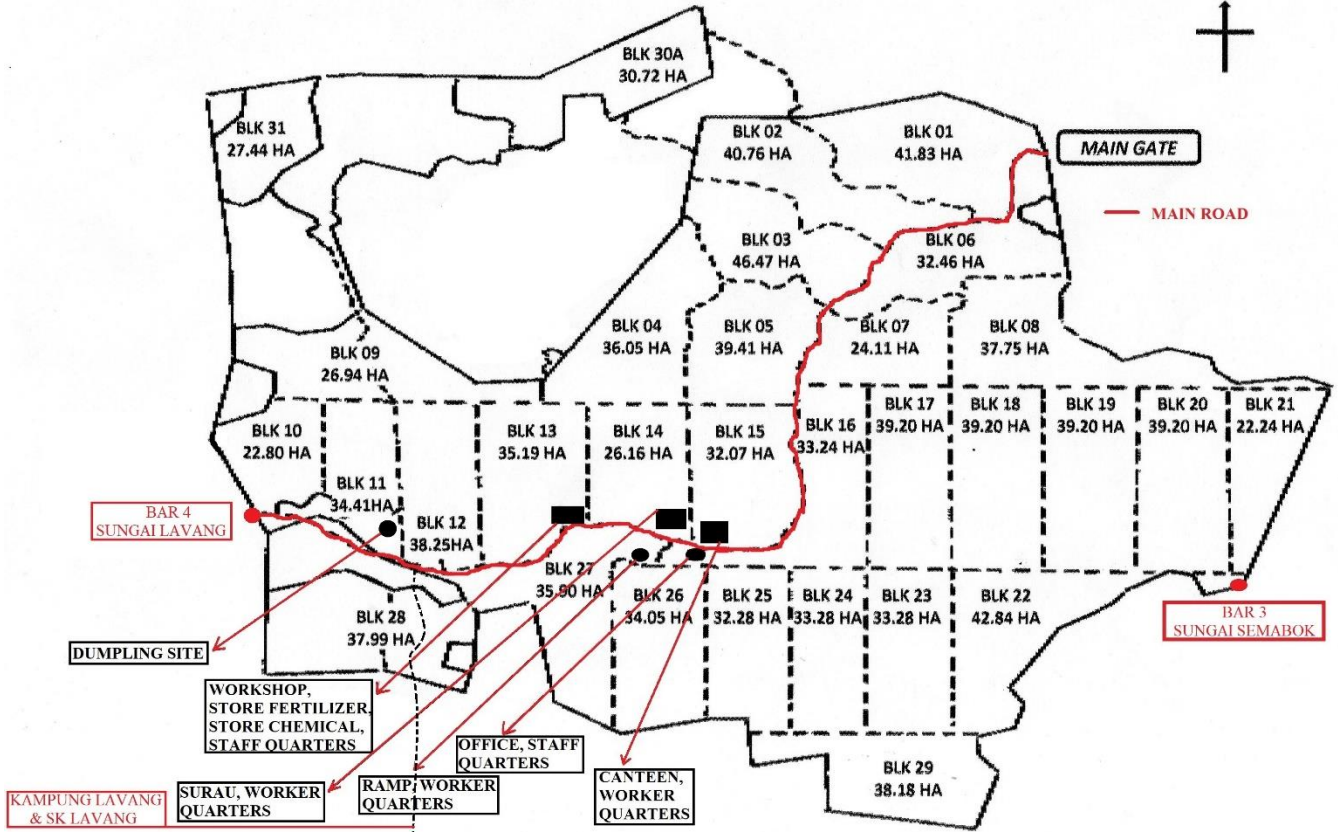 BLK 30A
30.72 HA
BLK 31
27.44 HA
BLK 02
40.76 HA
BLK 01
41.83 HA
MAIN GATE
MAIN ROAD
BLK 03
46.47 HA
BLK 06
32.46 HA
BLK 04
36.05 HA
BLK 05
39.41 HA
BLK 07
24.11 HA
BLK 08
37.75 HA
BLK 09
26.94 HA
BLK 10
22.80 HA
BLK 11
34.41HA
BLK 12
38.25HA
BLK 13
35.19 HA
BLK 14
26.16 HA
BLK 15
32.07 HA
BLK 16
33.24 HA
BLK 17
39.20 HA
BLK 18
39.20 HA
BLK 19
39.20 HA
BLK 20
39.20 HA
BLK 21
22.24 HA
BAR 4
SUNGAI LAVANG
BLK 27
35.90 HA
BLK 26
34.05 HA
BLK 25
32.28 HA
BLK 24
33.28 HA
BLK 23
33.28 HA
BLK 22
42.84 HA
BAR 3
SUNGAI SEMABOK
BLK 28
37.99 HA
DUMPLING SITE
WORKSHOP,
STORE FERTILIZER,
STORE CHEMICAL,
STAFF QUARTERS
OFFICE, STAFF
QUARTERS
SURAU, WORKER
QUARTERS
RAMP, WORKER
QUARTERS
CANTEEN,
WORKER
QUARTERS
BLK 29
38.18 HA
KAMPUNG LAVANG
& SK LAVANG